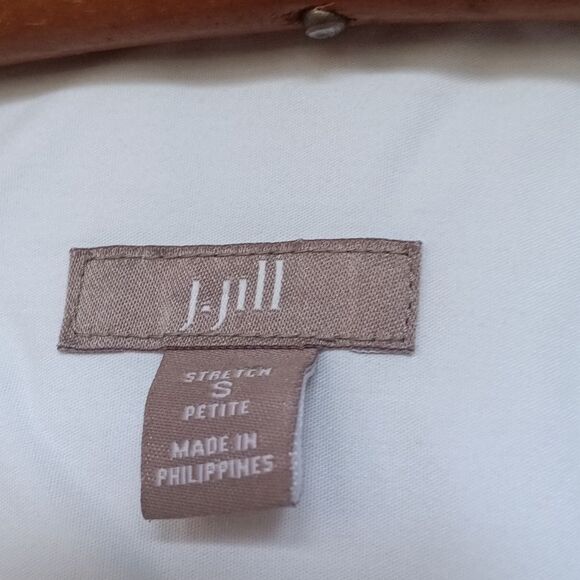 J.Jill
STRETCH
S
PETITE
MADE IN
PHILIPPINES